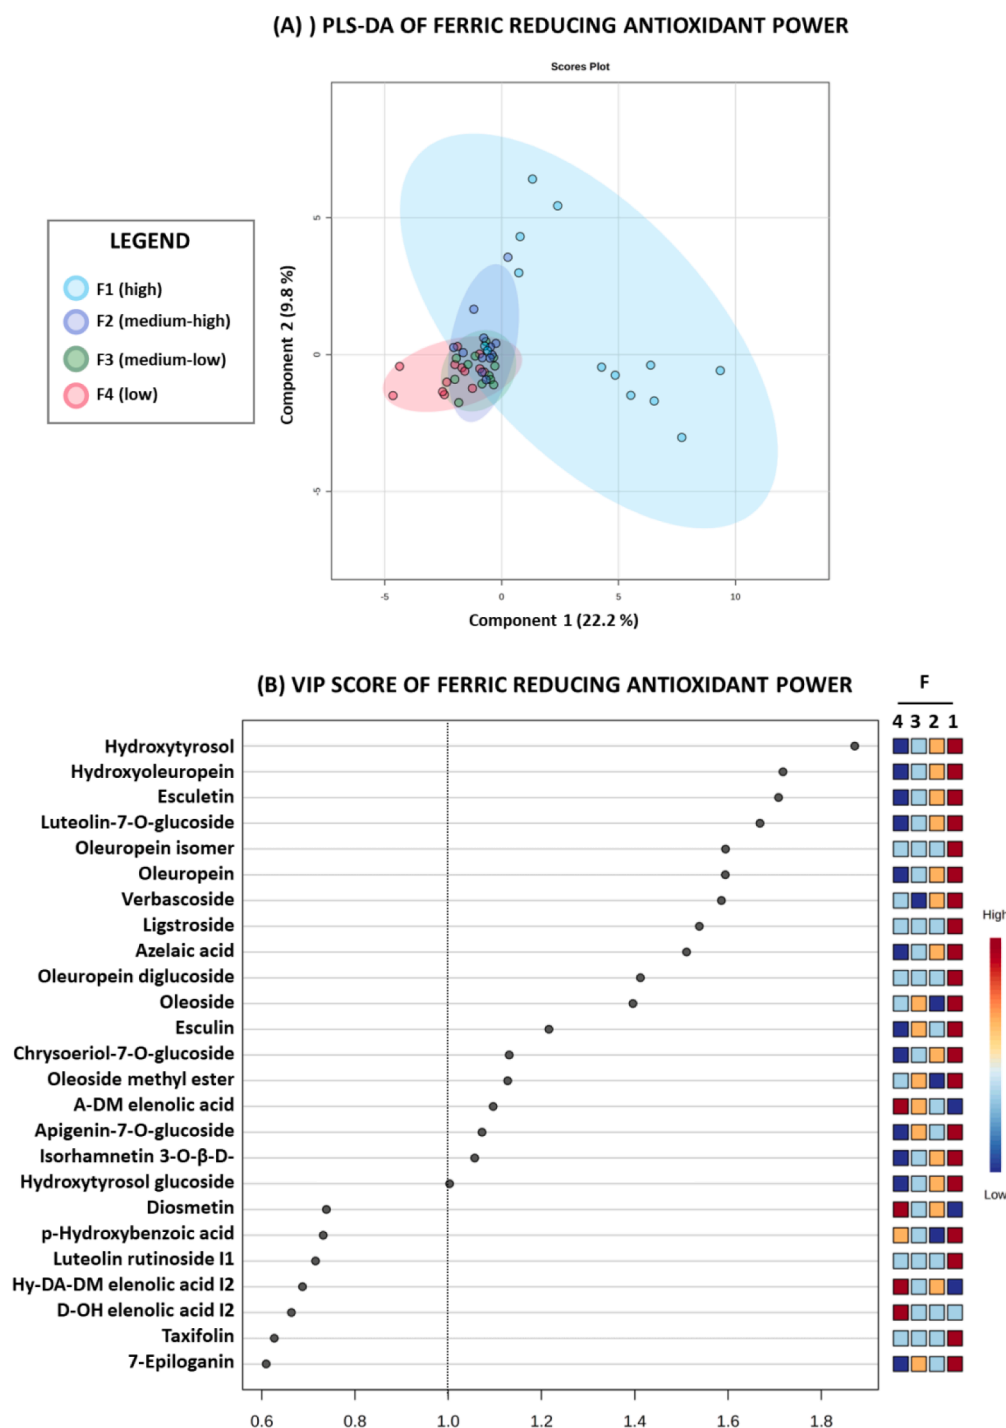 (A) ) PLS-DA OF FERRIC REDUCING ANTIOXIDANT POWER
Scores Plot
LEGEND
F1 (high)
F2 (medium-high)
F3 (medium-low)
F4 (low)
Component 2 (9.8 %)
5
0
-5
-5 0 5 10
Component 1 (22.2 %)
(B) VIP SCORE OF FERRIC REDUCING ANTIOXIDANT POWER
F
4 3 2 1
Hydroxytyrosol
Hydroxyoleuropein
Esculetin
Luteolin-7-O-glucoside
Oleuropein isomer
Oleuropein
Verbascoside
Ligstroside
Azelaic acid
Oleuropein diglucoside
Oleoside
Esculin
Chrysoeriol-7-O-glucoside
Oleoside methyl ester
A-DM elenolic acid
Apigenin-7-O-glucoside
Isorhamnetin 3-O-β-D-
Hydroxytyrosol glucoside
Diosmetin
p-Hydroxybenzoic acid
Luteolin rutinoside I1
Hy-DA-DM elenolic acid I2
D-OH elenolic acid I2
Taxifolin
7-Epiloganin
High
Low
0.6 0.8 1.0 1.2 1.4 1.6 1.8